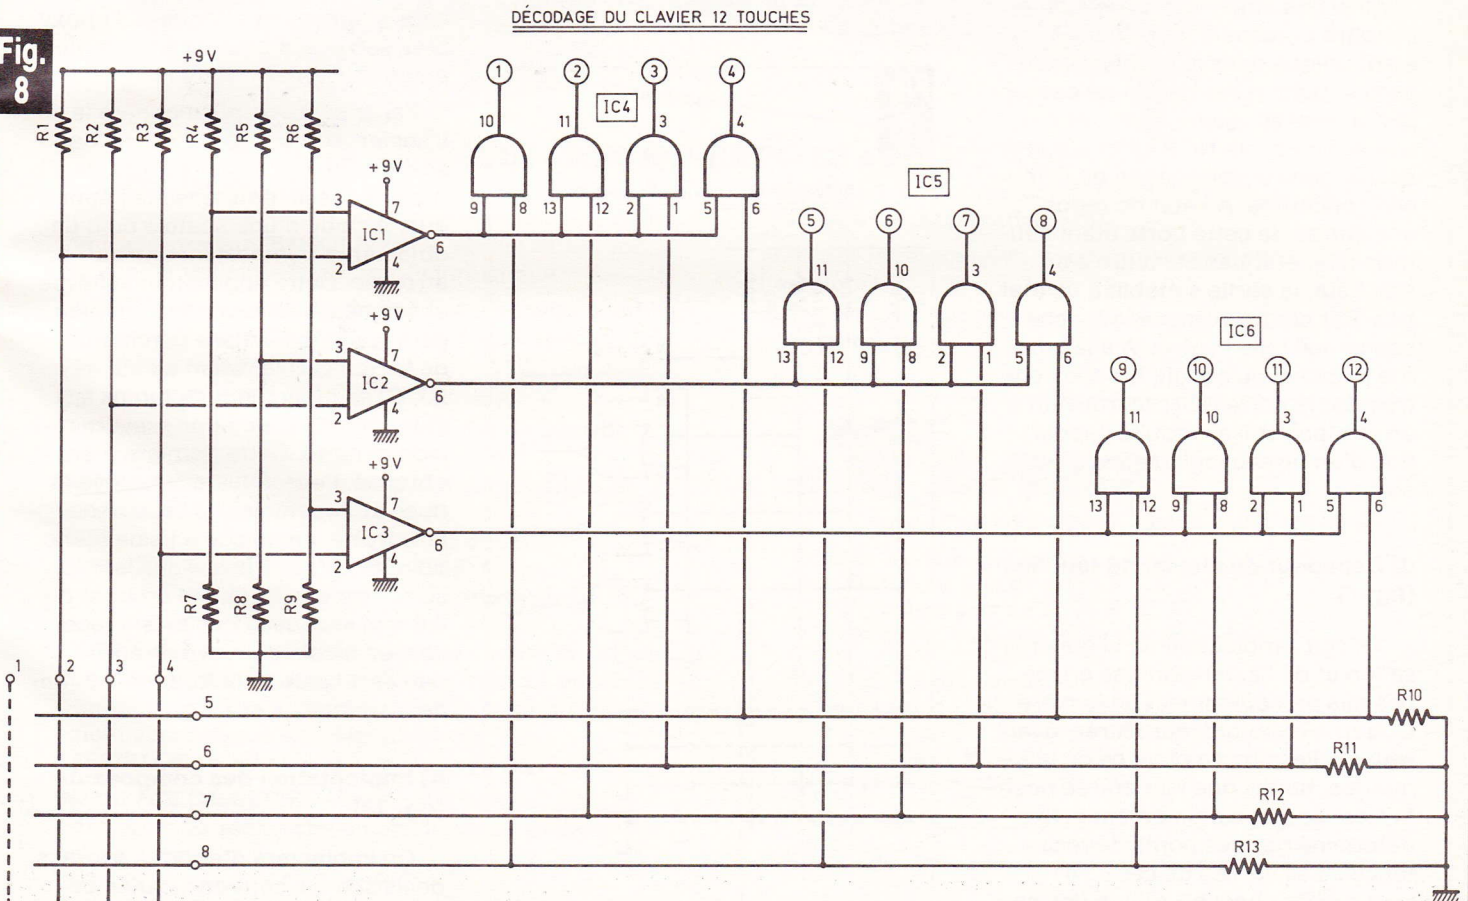 DÉCODAGE DU CLAVIER 12 TOUCHES
Fig.
8
+9V
R1 R2 R3 R4 R5 R6
1 2 3 4
IC4
10 11 3 4
9 8 13 12 2 1 5 6
+9V
3 7
IC1
6
2 4
IC5
5 6 7 8
11 10 3 4
13 12 9 8 2 1 5 6
+9V
3 7
IC2
6
2 4
IC6
9 10 11 12
11 10 3 4
13 12 9 8 2 1 5 6
+9V
3 7
IC3
6
2 4
R7 R8 R9
1 2 3 4
5 R10
6 R11
7 R12
8 R13